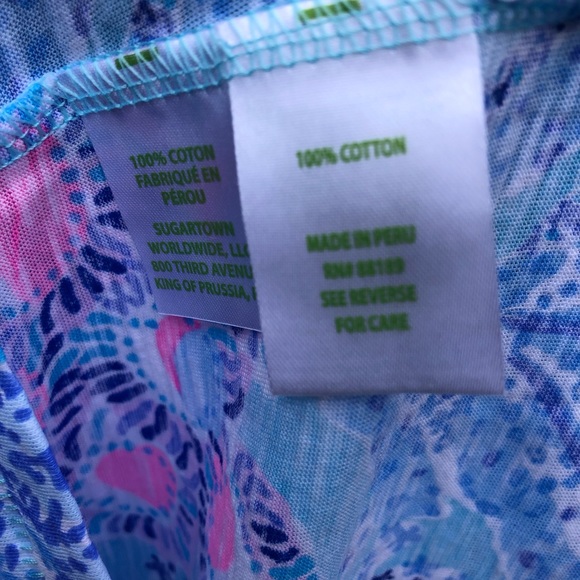 100% COTON
FABRIQUÉ EN
PÉROU
SUGARTOWN
WORLDWIDE, LLC
800 THIRD AVENU
KING OF PRUSSIA,
100% COTTON
MADE IN PERU
RN# 88189
SEE REVERSE
FOR CARE